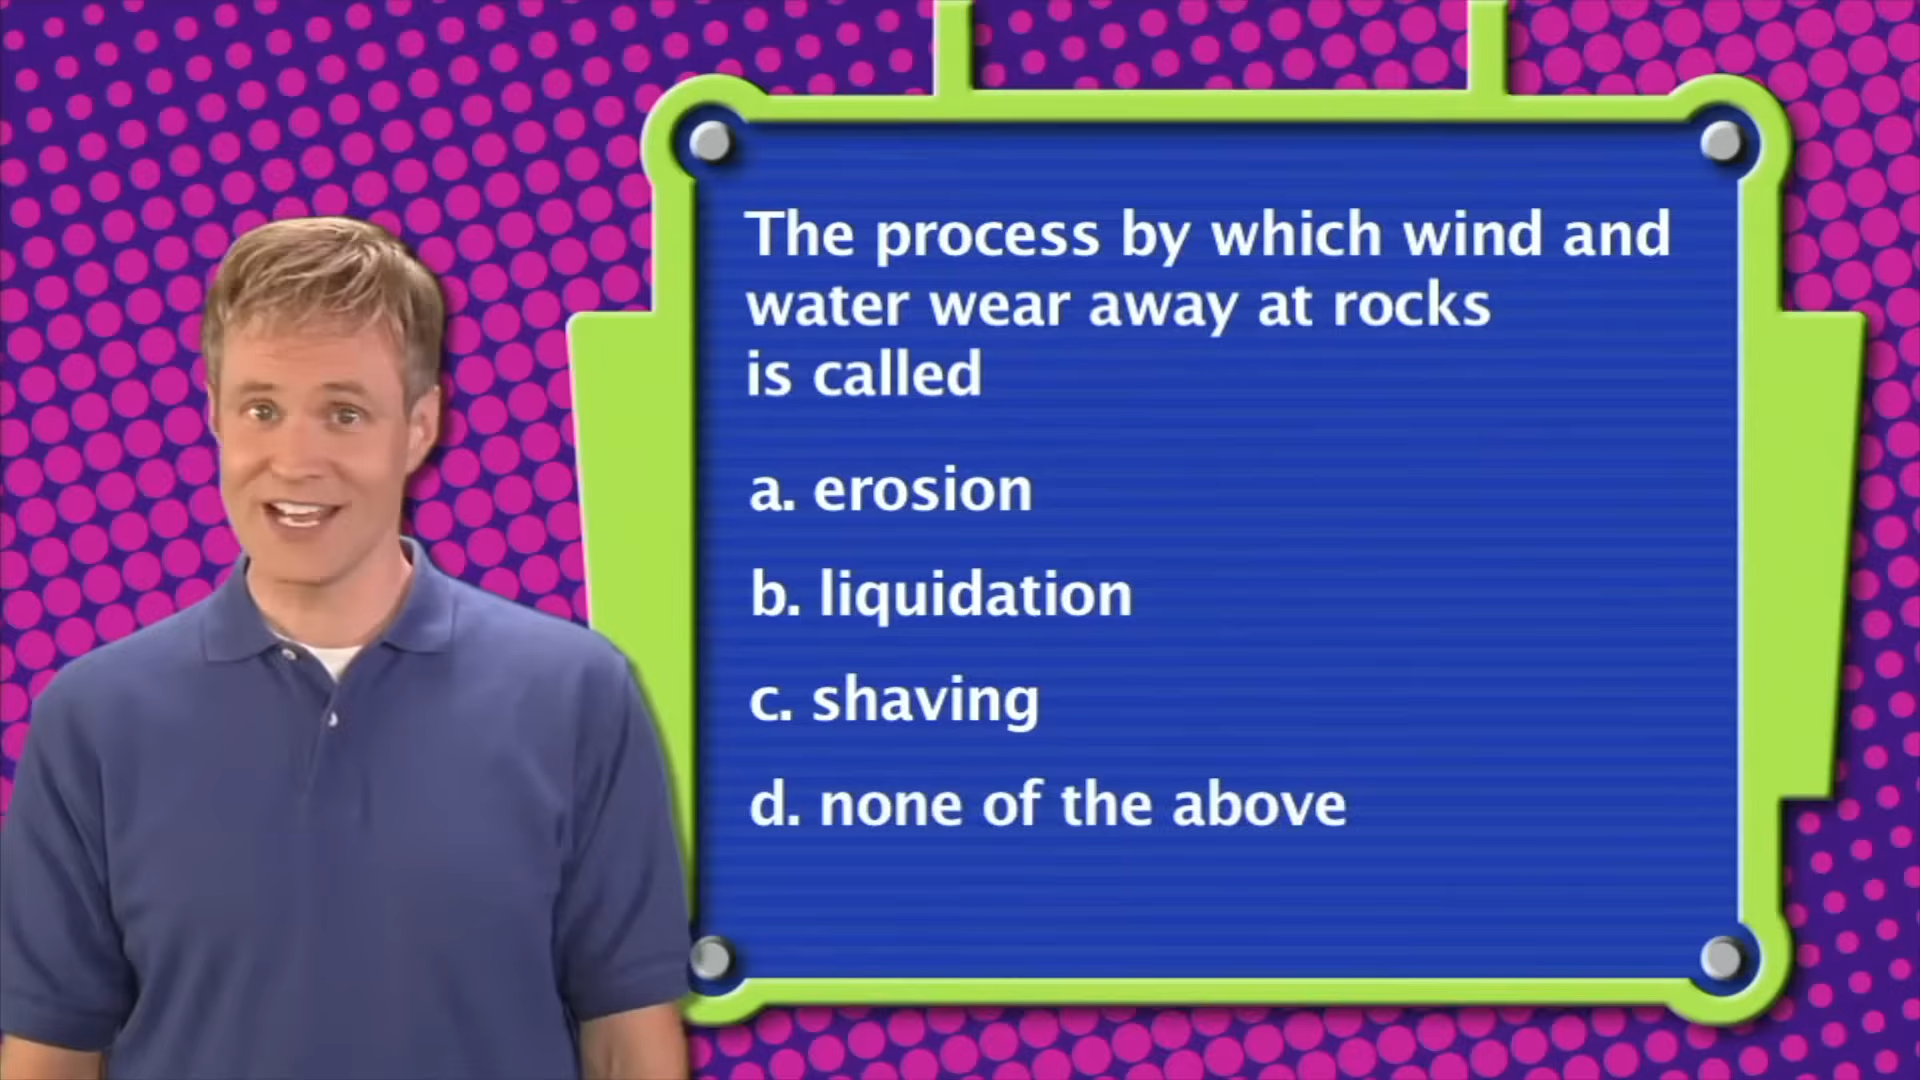 The process by which wind and
water wear away at rocks
is called
a. erosion
b. liquidation
c. shaving
d. none of the above